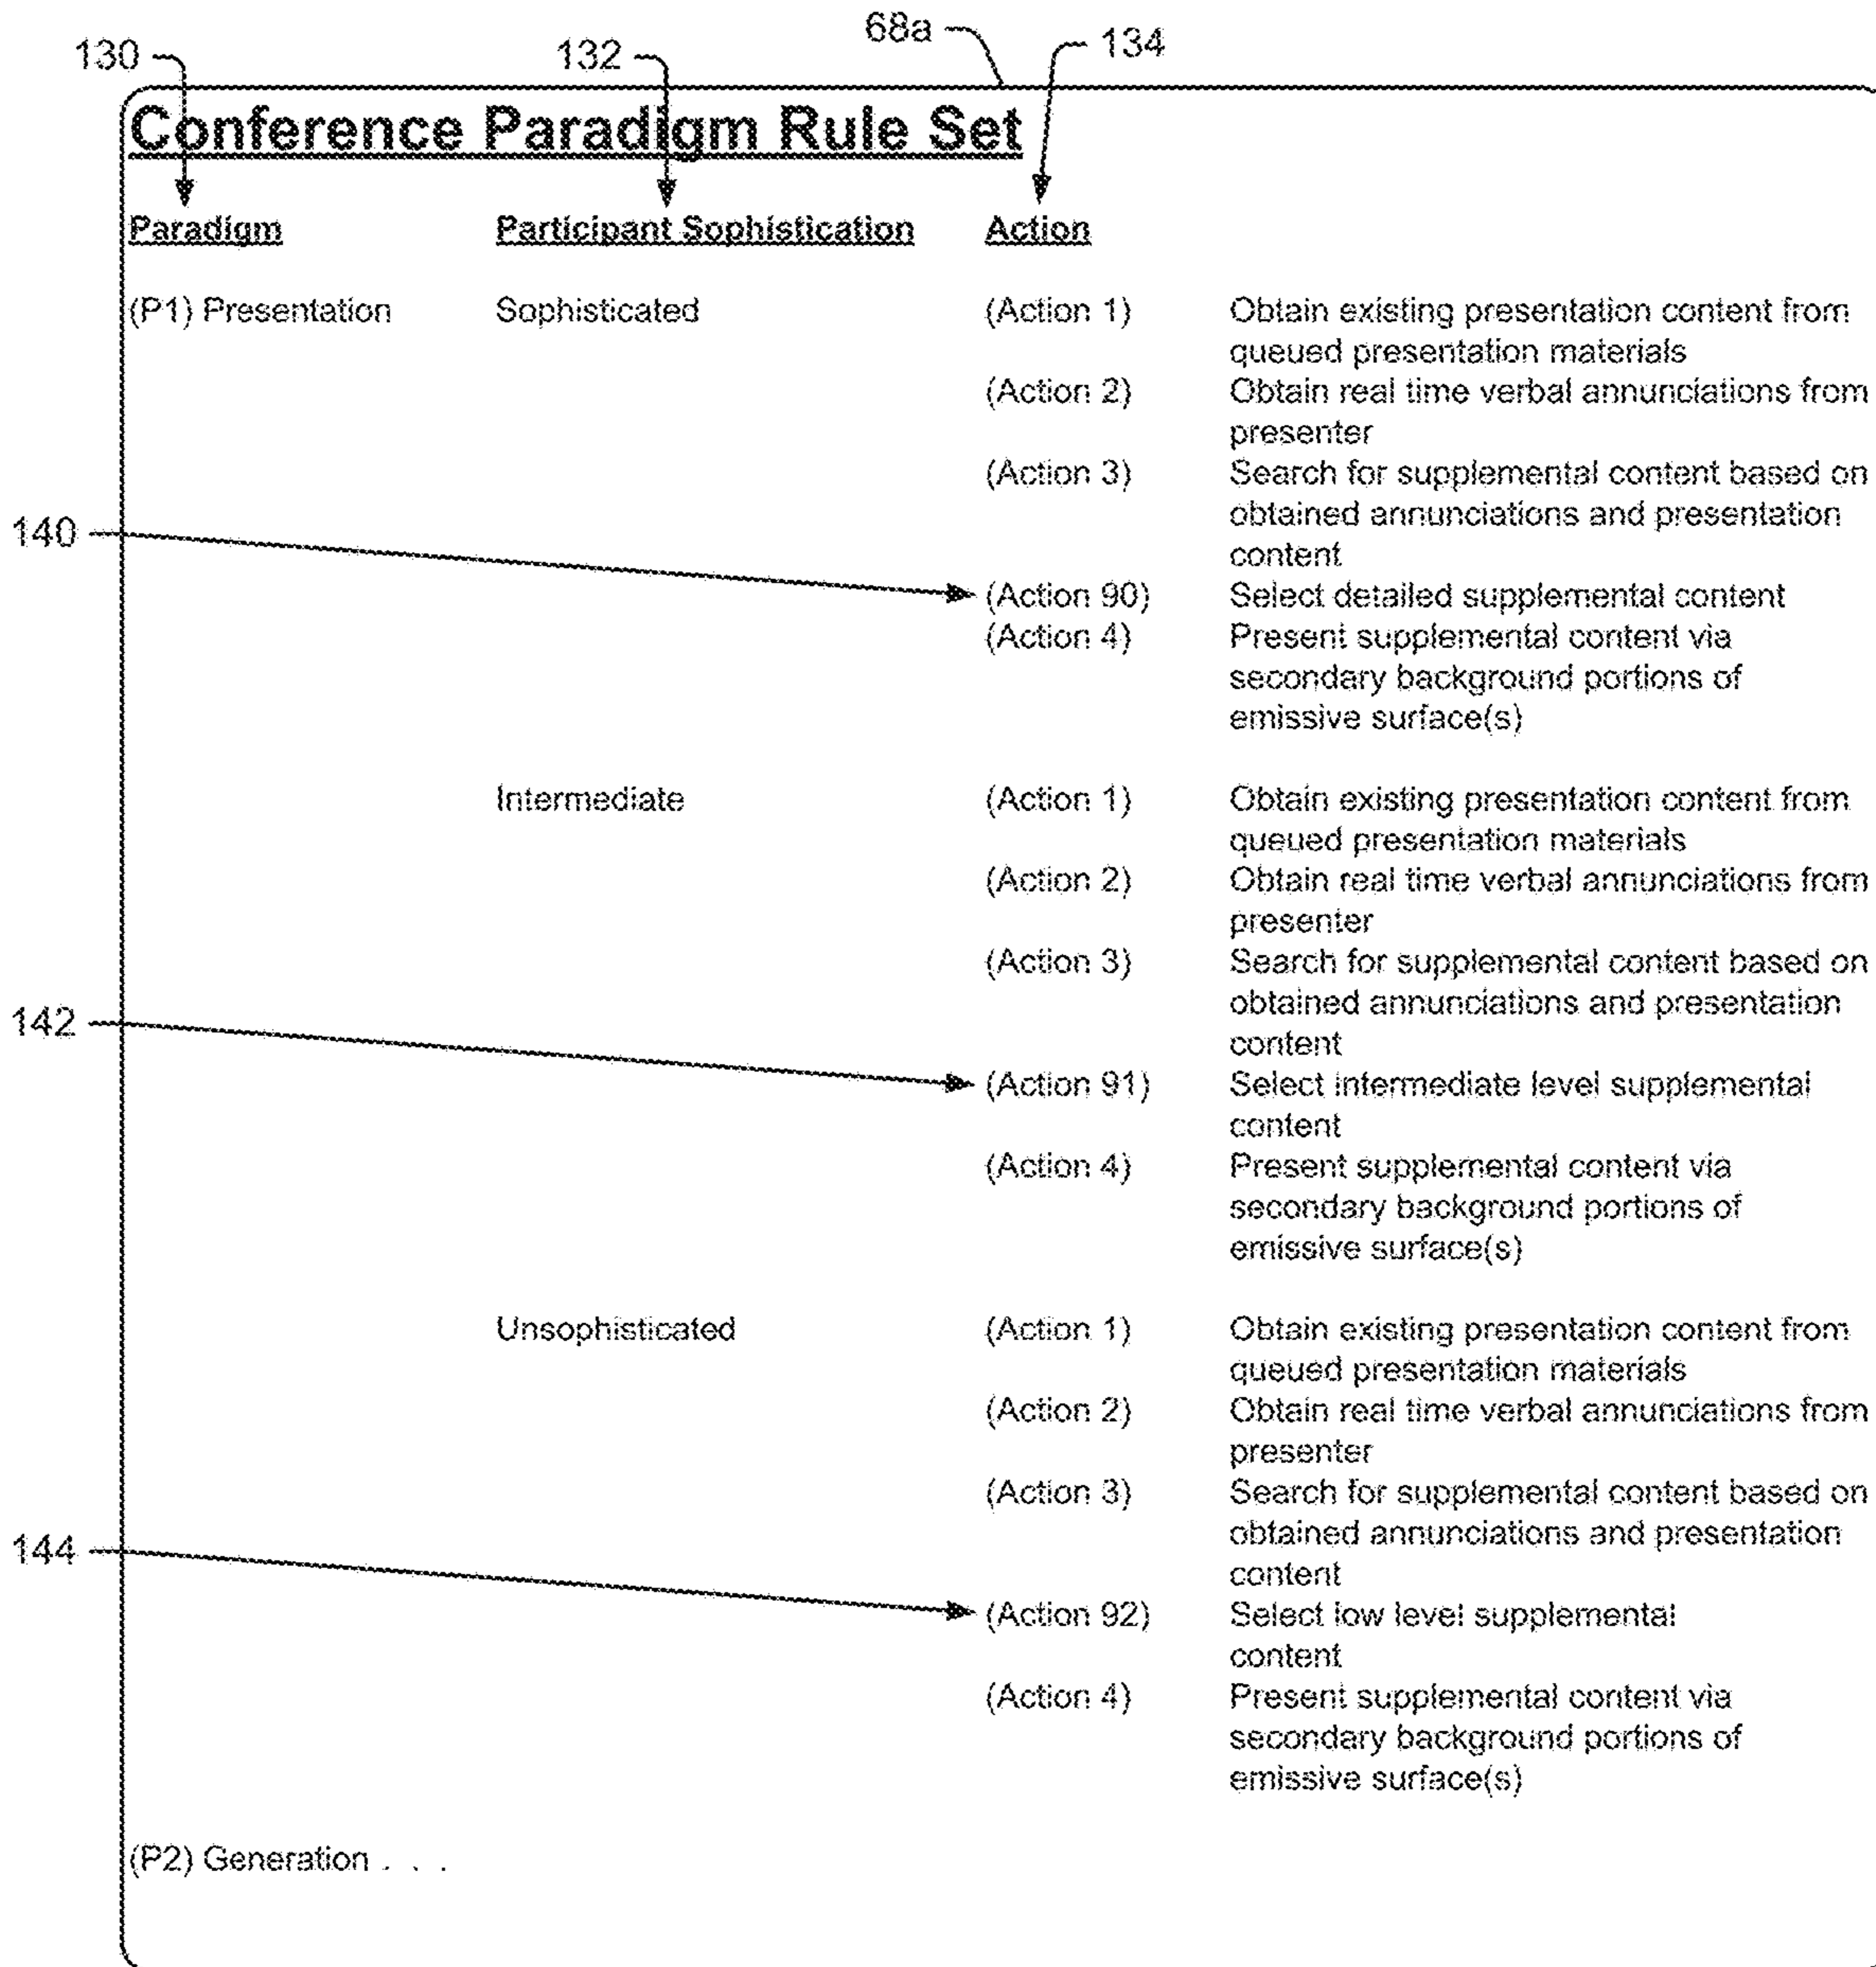 68a
130
132
134
Conference Paradigm Rule Set
Paradigm Participant Sophistication Action
(P1) Presentation Sophisticated (Action 1) Obtain existing presentation content from
queued presentation materials
(Action 2) Obtain real time verbal annunciations from
presenter
(Action 3) Search for supplemental content based on
obtained annunciations and presentation
content
140
(Action 90) Select detailed supplemental content
(Action 4) Present supplemental content via
secondary background portions of
emissive surface(s)
Intermediate (Action 1) Obtain existing presentation content from
queued presentation materials
(Action 2) Obtain real time verbal annunciations from
presenter
(Action 3) Search for supplemental content based on
obtained annunciations and presentation
content
142
(Action 91) Select intermediate level supplemental
content
(Action 4) Present supplemental content via
secondary background portions of
emissive surface(s)
Unsophisticated (Action 1) Obtain existing presentation content from
queued presentation materials
(Action 2) Obtain real time verbal annunciations from
presenter
(Action 3) Search for supplemental content based on
obtained annunciations and presentation
content
144
(Action 92) Select low level supplemental
content
(Action 4) Present supplemental content via
secondary background portions of
emissive surface(s)
(P2) Generation . . .